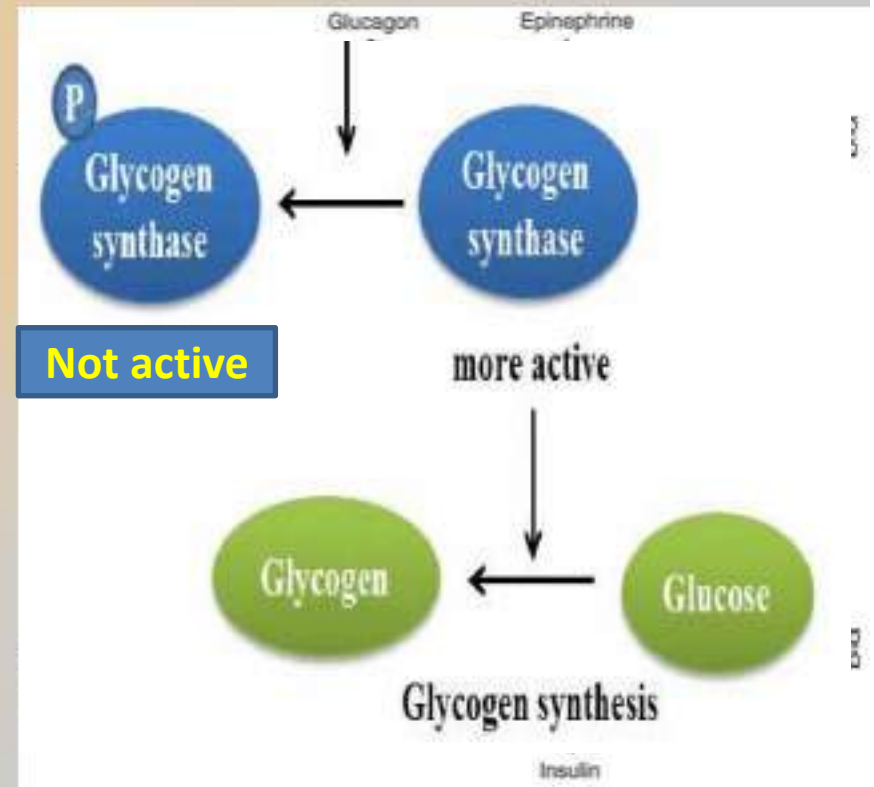 Glucagon Epinephrine
P
Glycogen
synthase
Glycogen
synthase
Not active
more active
Glycogen
Glucose
Glycogen synthesis
Insulin